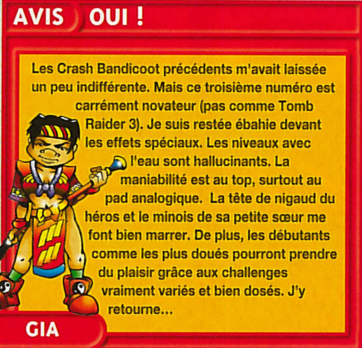 AVIS OUI !
Les Crash Bandicoot précédents m'avait laissée
un peu indifférente. Mais ce troisième numéro est
carrément novateur (pas comme Tomb
Raider 3). Je suis restée ébahie devant
les effets spéciaux. Les niveaux avec
l'eau sont hallucinants. La
maniabilité est au top, surtout au
pad analogique. La tête de nigaud du
héros et le minois de sa petite sœur me
font bien marrer. De plus, les débutants
comme les plus doués pourront prendre
du plaisir grâce aux challenges
vraiment variés et bien dosés. J'y
retourne...
GIA